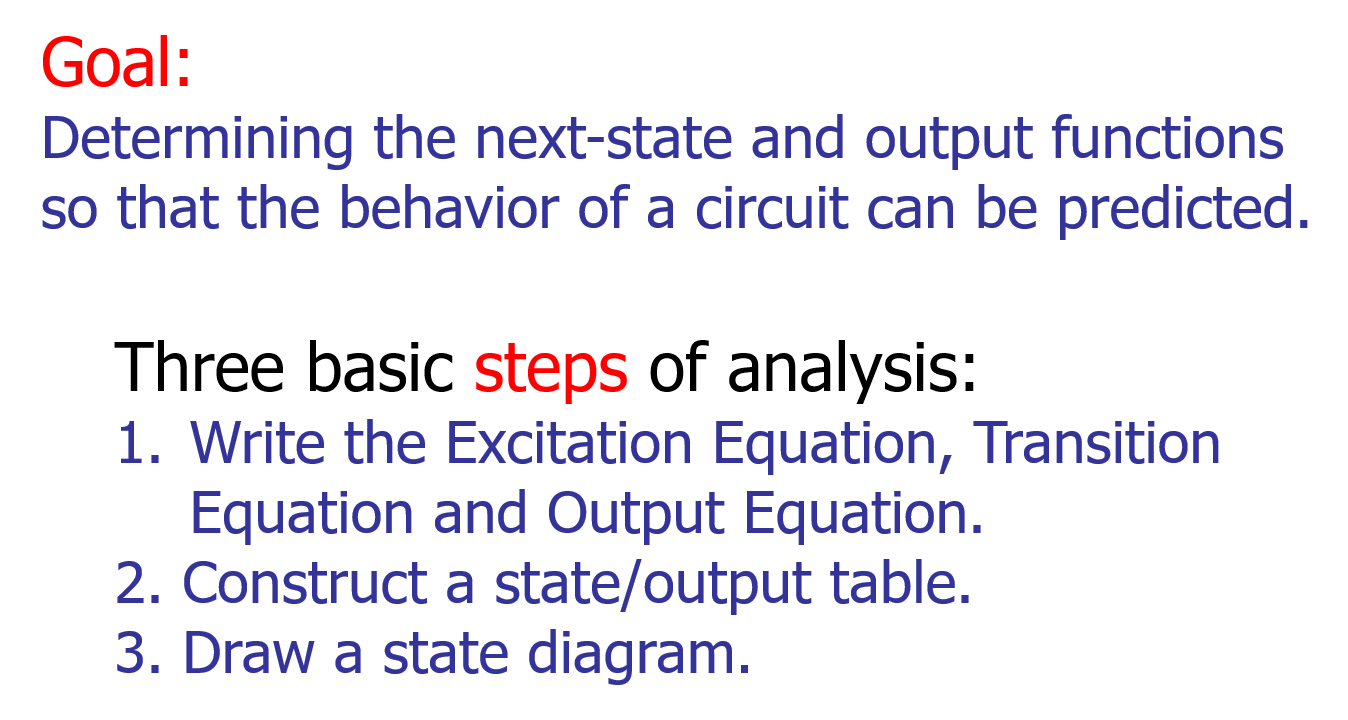 Goal:
Determining the next-state and output functions
so that the behavior of a circuit can be predicted.
Three basic steps of analysis:
1. Write the Excitation Equation, Transition
Equation and Output Equation.
2. Construct a state/output table.
3. Draw a state diagram.